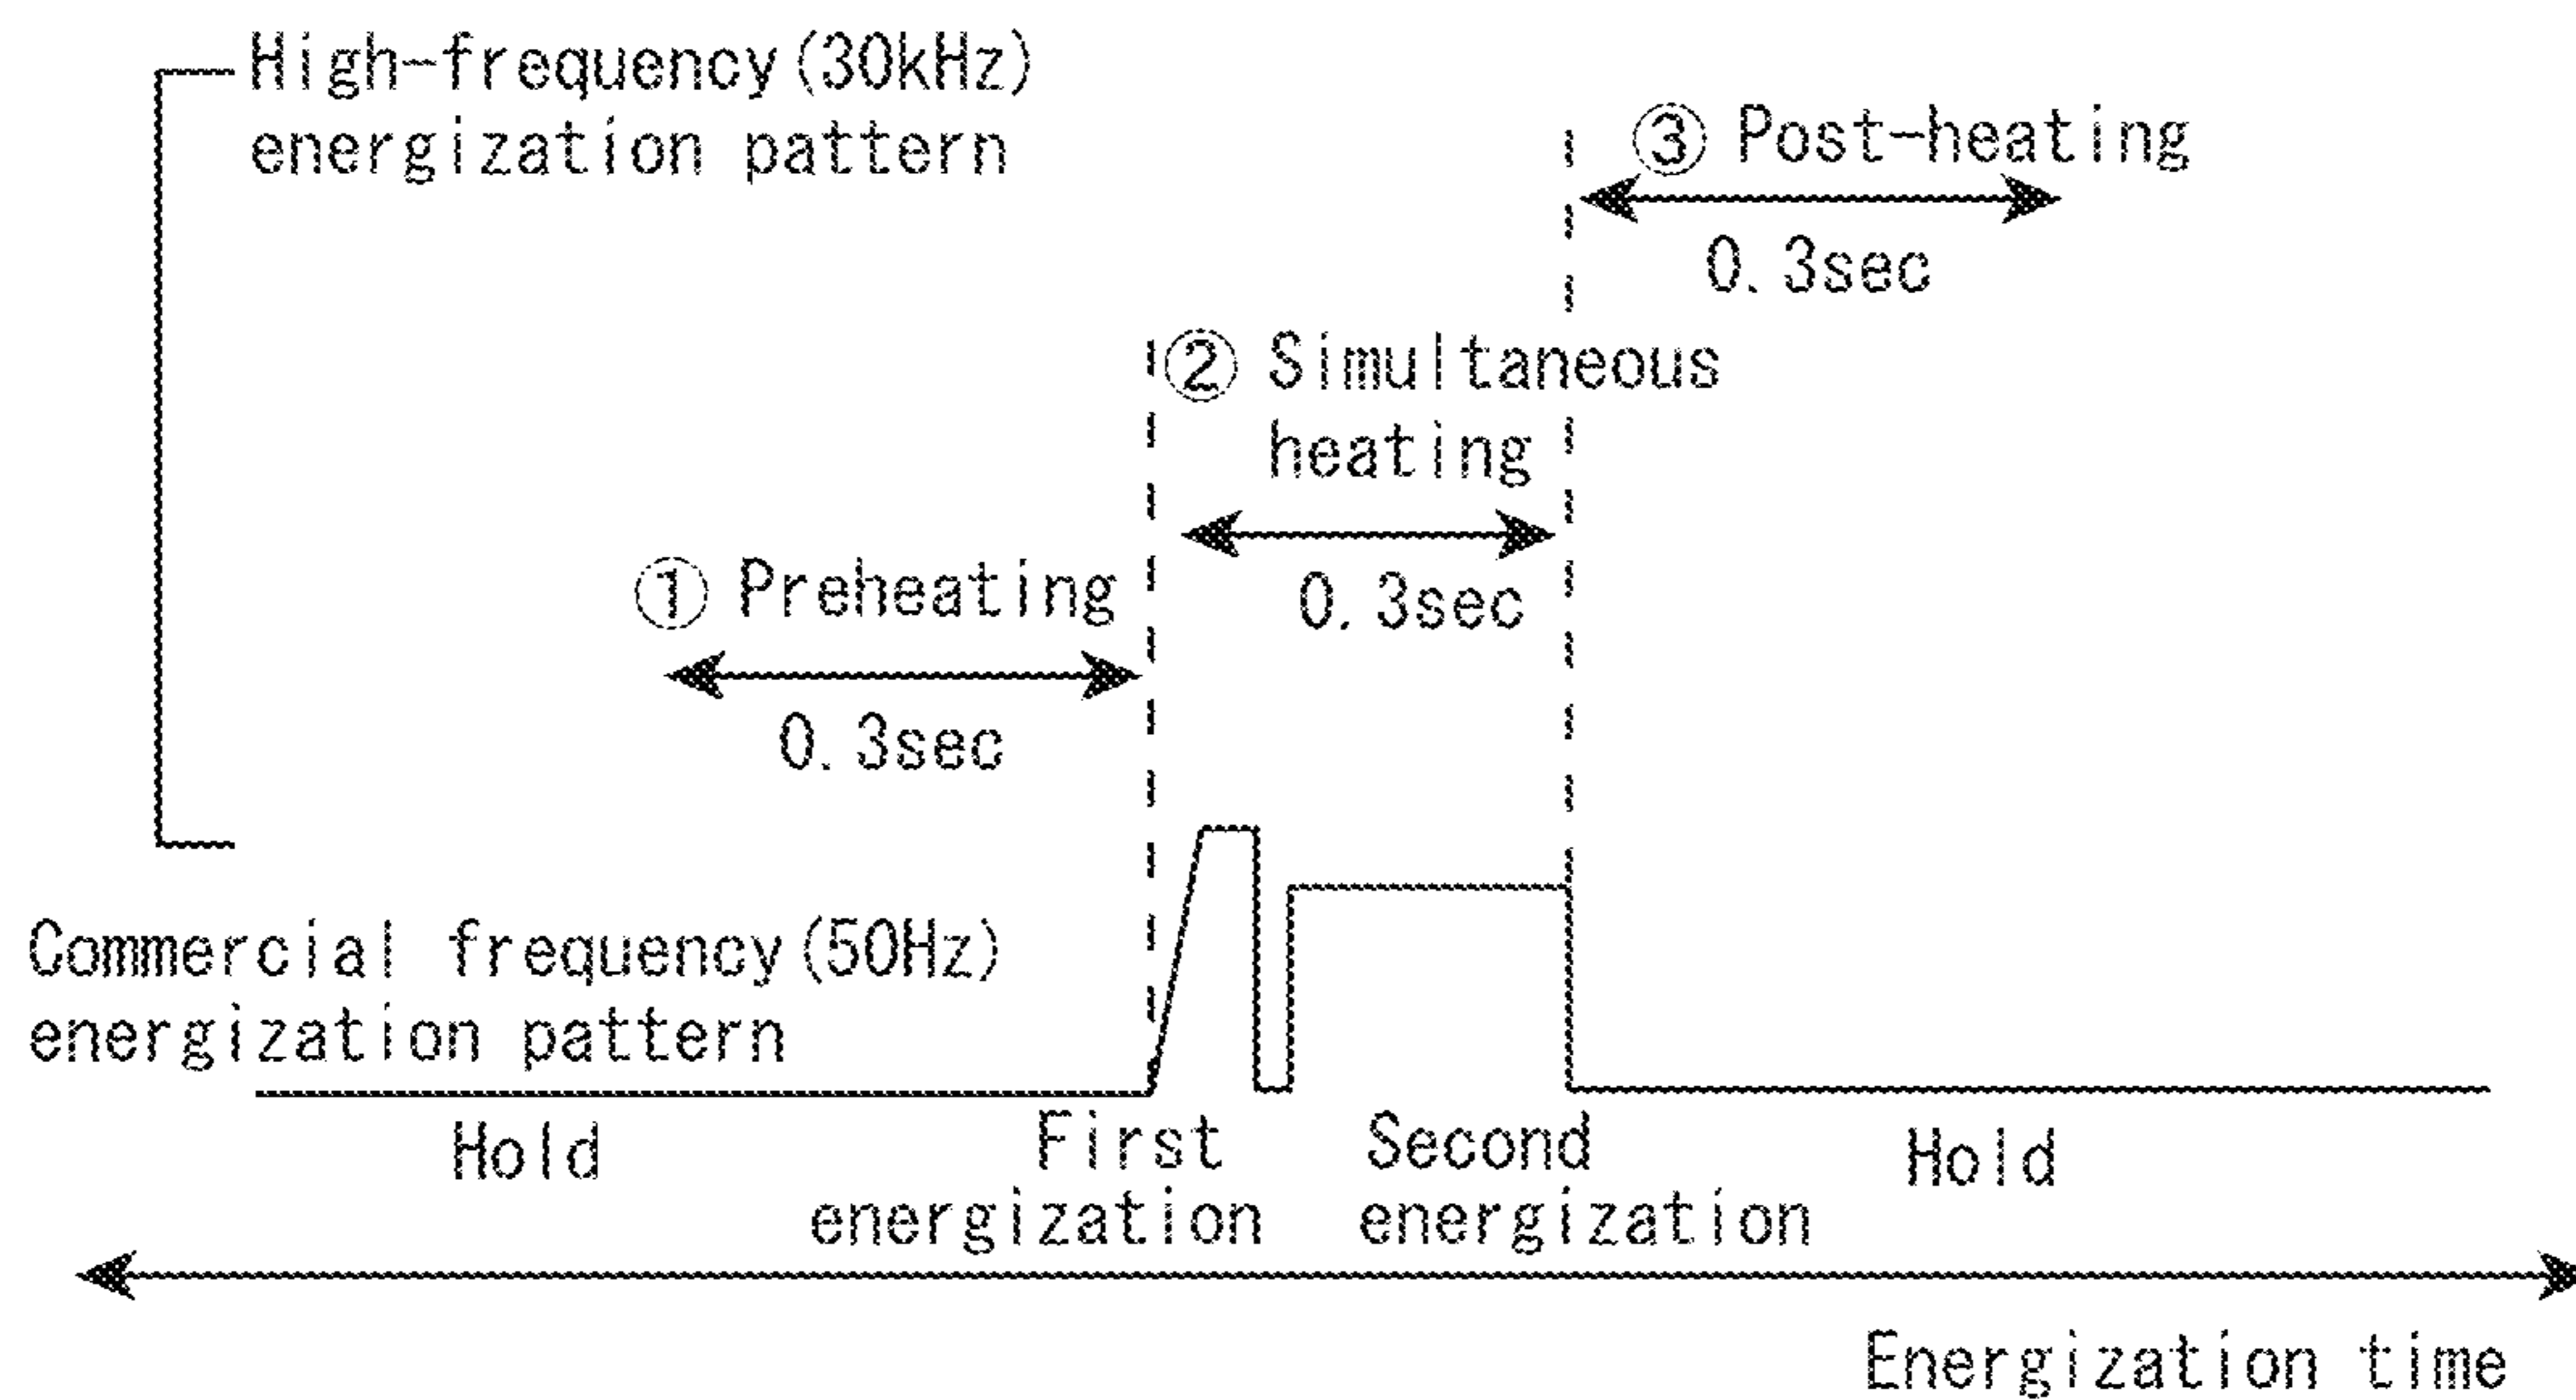 High-frequency(30kHz)
energization pattern
③ Post-heating
0.3sec
② Simultaneous
heating
0.3sec
① Preheating
0.3sec
Commercial frequency(50Hz)
energization pattern
Hold
First
energization
Second
energization
Hold
Energization time